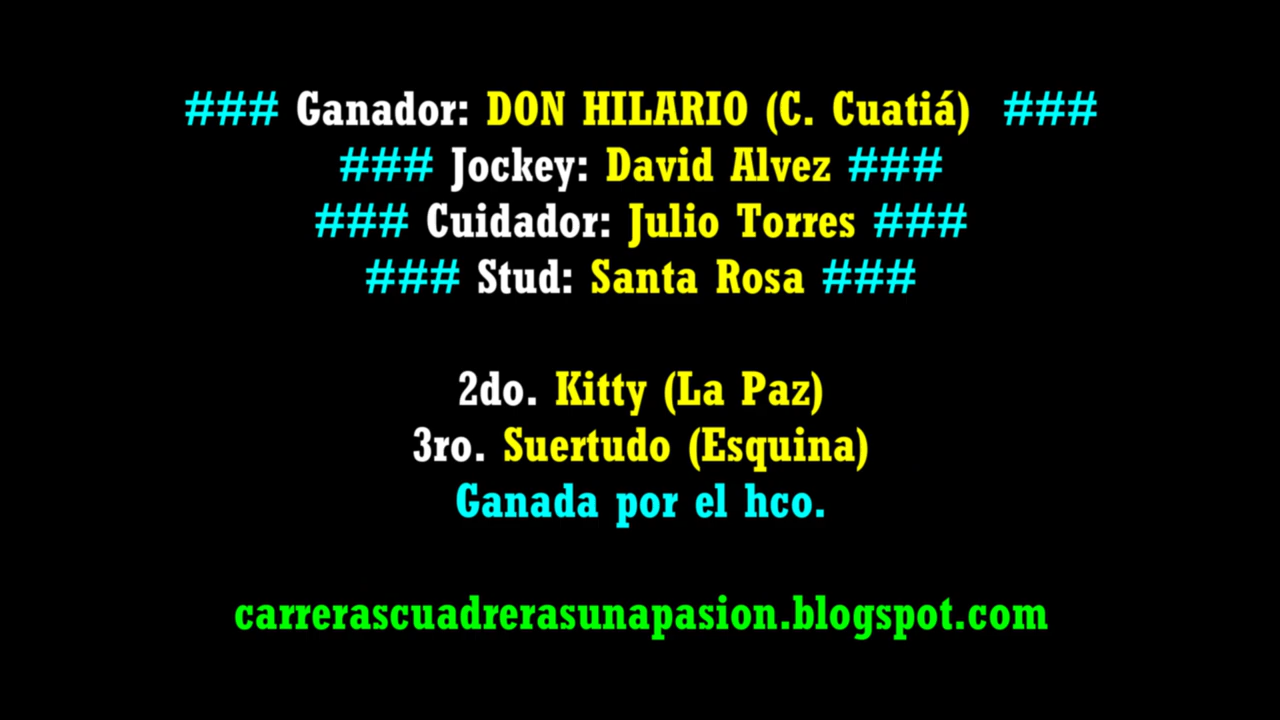 ### Ganador: DON HILARIO (C. Cuatiá) ###
### Jockey: David Alvez ###
### Cuidador: Julio Torres ###
### Stud: Santa Rosa ###
2do. Kitty (La Paz)
3ro. Suertudo (Esquina)
Ganada por el hco.
carrerascuadrerasunapasion.blogspot.com